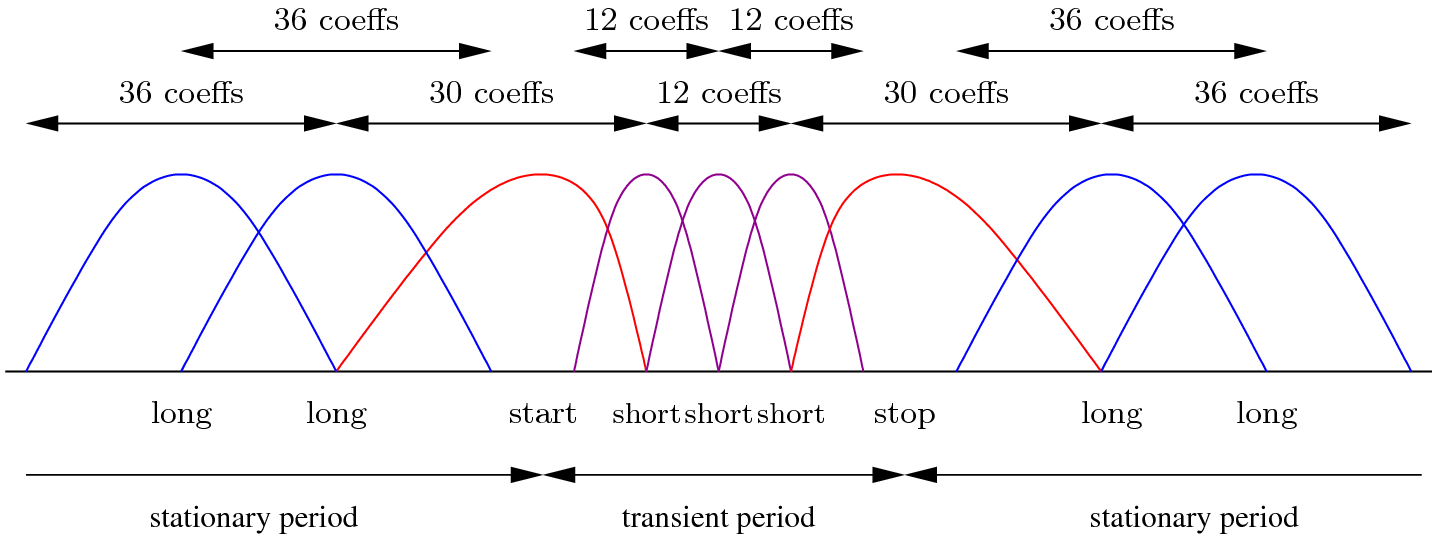 36 coeffs 12 coeffs 12 coeffs 36 coeffs
36 coeffs 30 coeffs 12 coeffs 30 coeffs 36 coeffs
long long start short short short stop long long
stationary period transient period stationary period